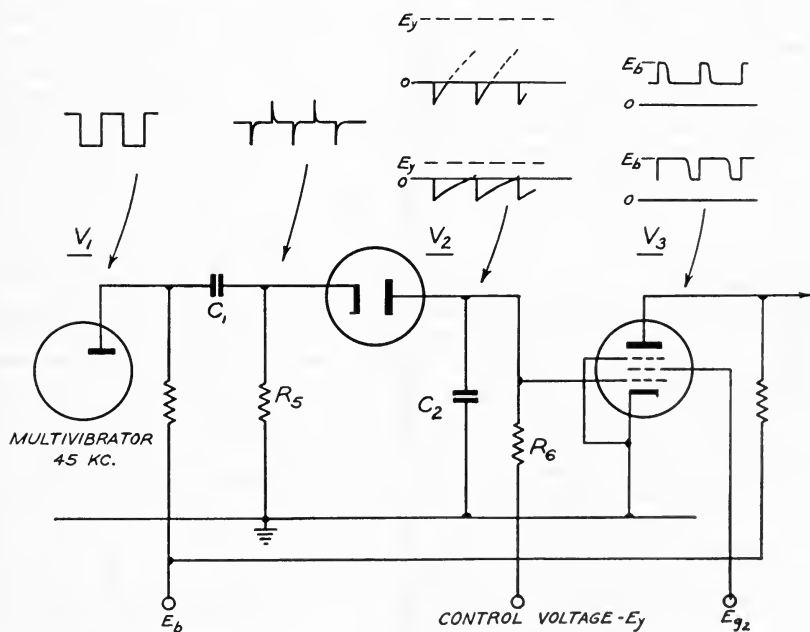 Ey
0
Ey
0
Eb
0
Eb
0
V1
V2
V3
C1
R5
C2
R6
MULTIVIBRATOR
45 KC.
Eb
CONTROL VOLTAGE-Ey
Eg2